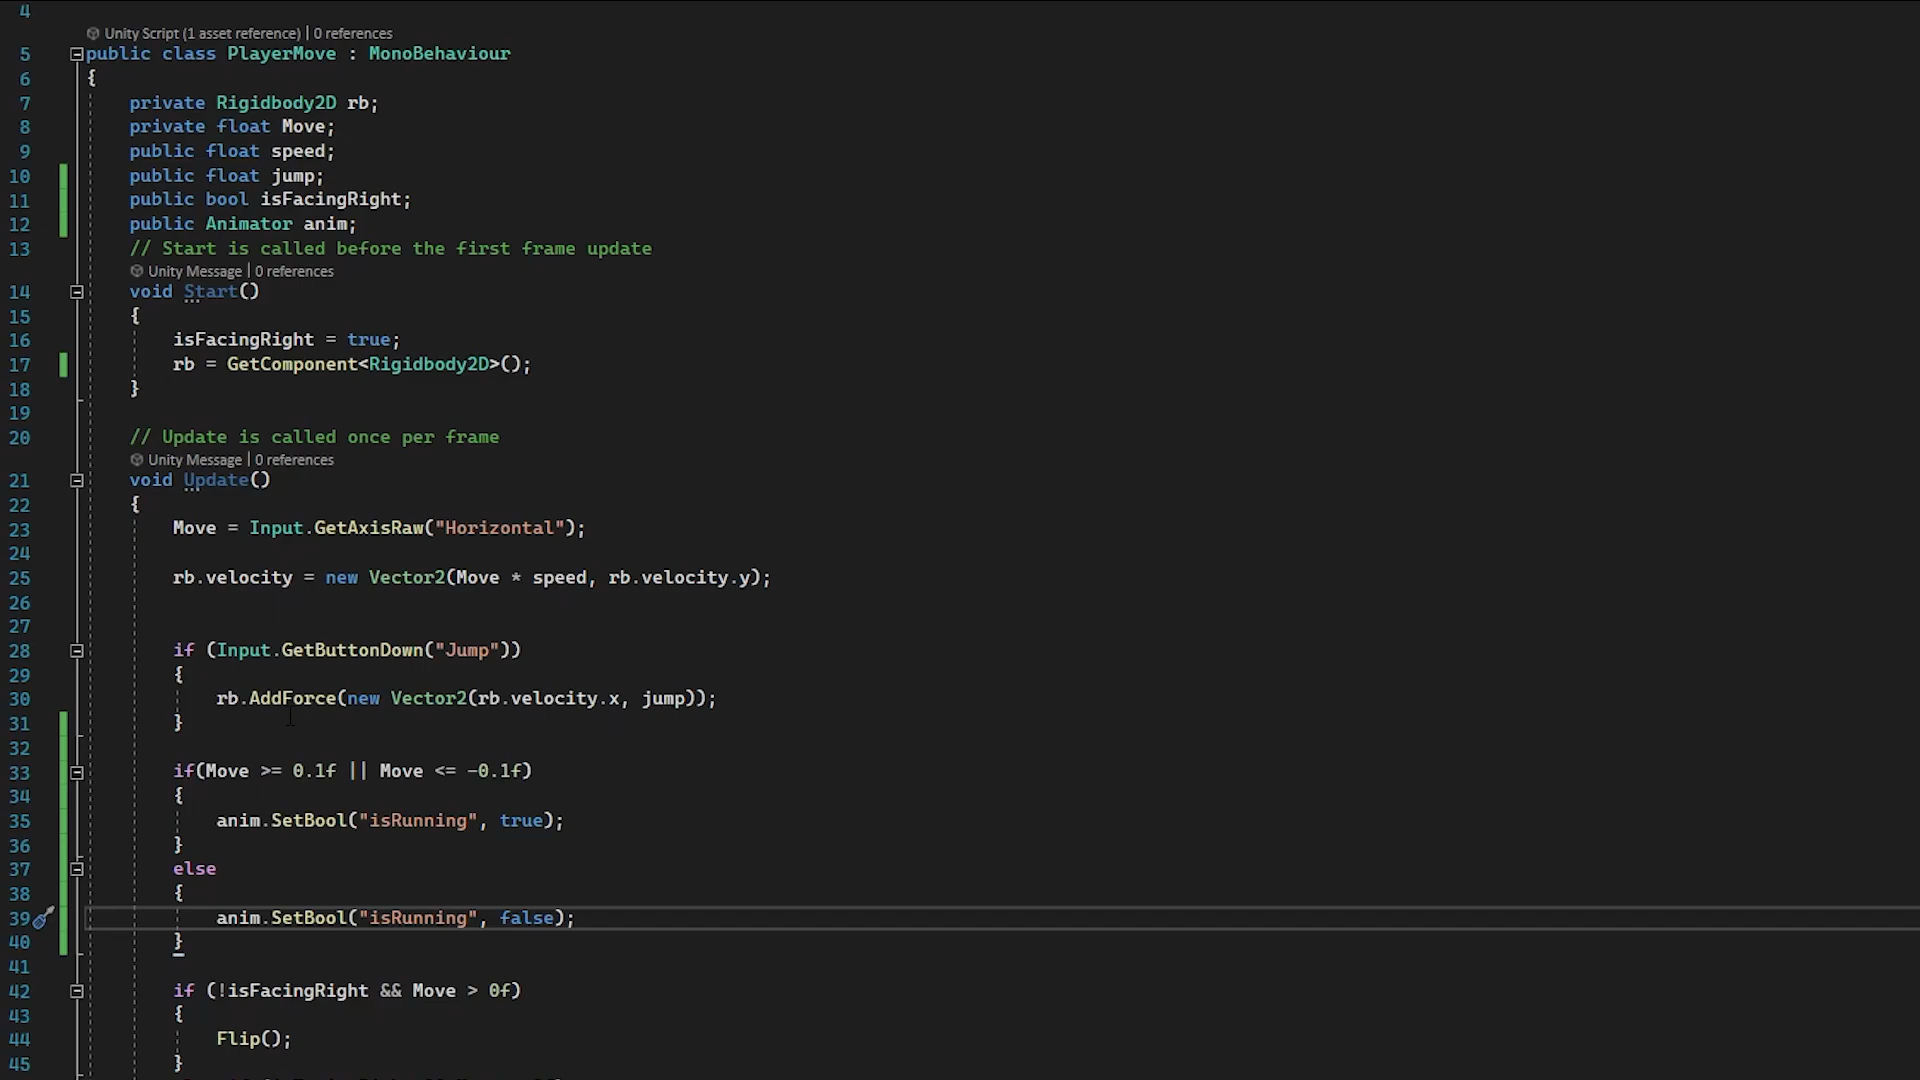 4
Unity Script (1 asset reference) | 0 references
5 public class PlayerMove : MonoBehaviour
6 {
7 private Rigidbody2D rb;
8 private float Move;
9 public float speed;
10 public float jump;
11 public bool isFacingRight;
12 public Animator anim;
13 // Start is called before the first frame update
Unity Message | 0 references
14 void Start()
15 {
16 isFacingRight = true;
17 rb = GetComponent<Rigidbody2D>();
18 }
19
20 // Update is called once per frame
Unity Message | 0 references
21 void Update()
22 {
23 Move = Input.GetAxisRaw("Horizontal");
24
25 rb.velocity = new Vector2(Move * speed, rb.velocity.y);
26
27
28 if (Input.GetButtonDown("Jump"))
29 {
30 rb.AddForce(new Vector2(rb.velocity.x, jump));
31 }
32
33 if(Move >= 0.1f || Move <= -0.1f)
34 {
35 anim.SetBool("isRunning", true);
36 }
37 else
38 {
39 anim.SetBool("isRunning", false);
40 }
41
42 if (!isFacingRight && Move > 0f)
43 {
44 Flip();
45 }